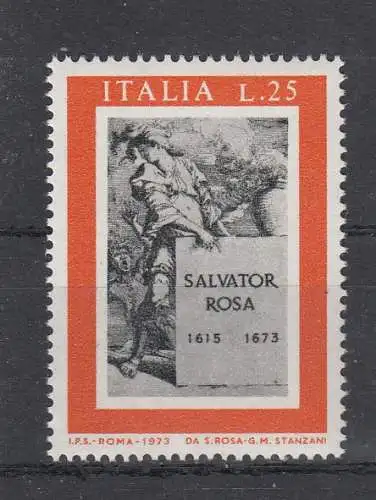 ITALIA L.25
SALVATOR
ROSA
1615 1673
I.P.S.-ROMA-1973 DA S.ROSA-G.M.STANZANI